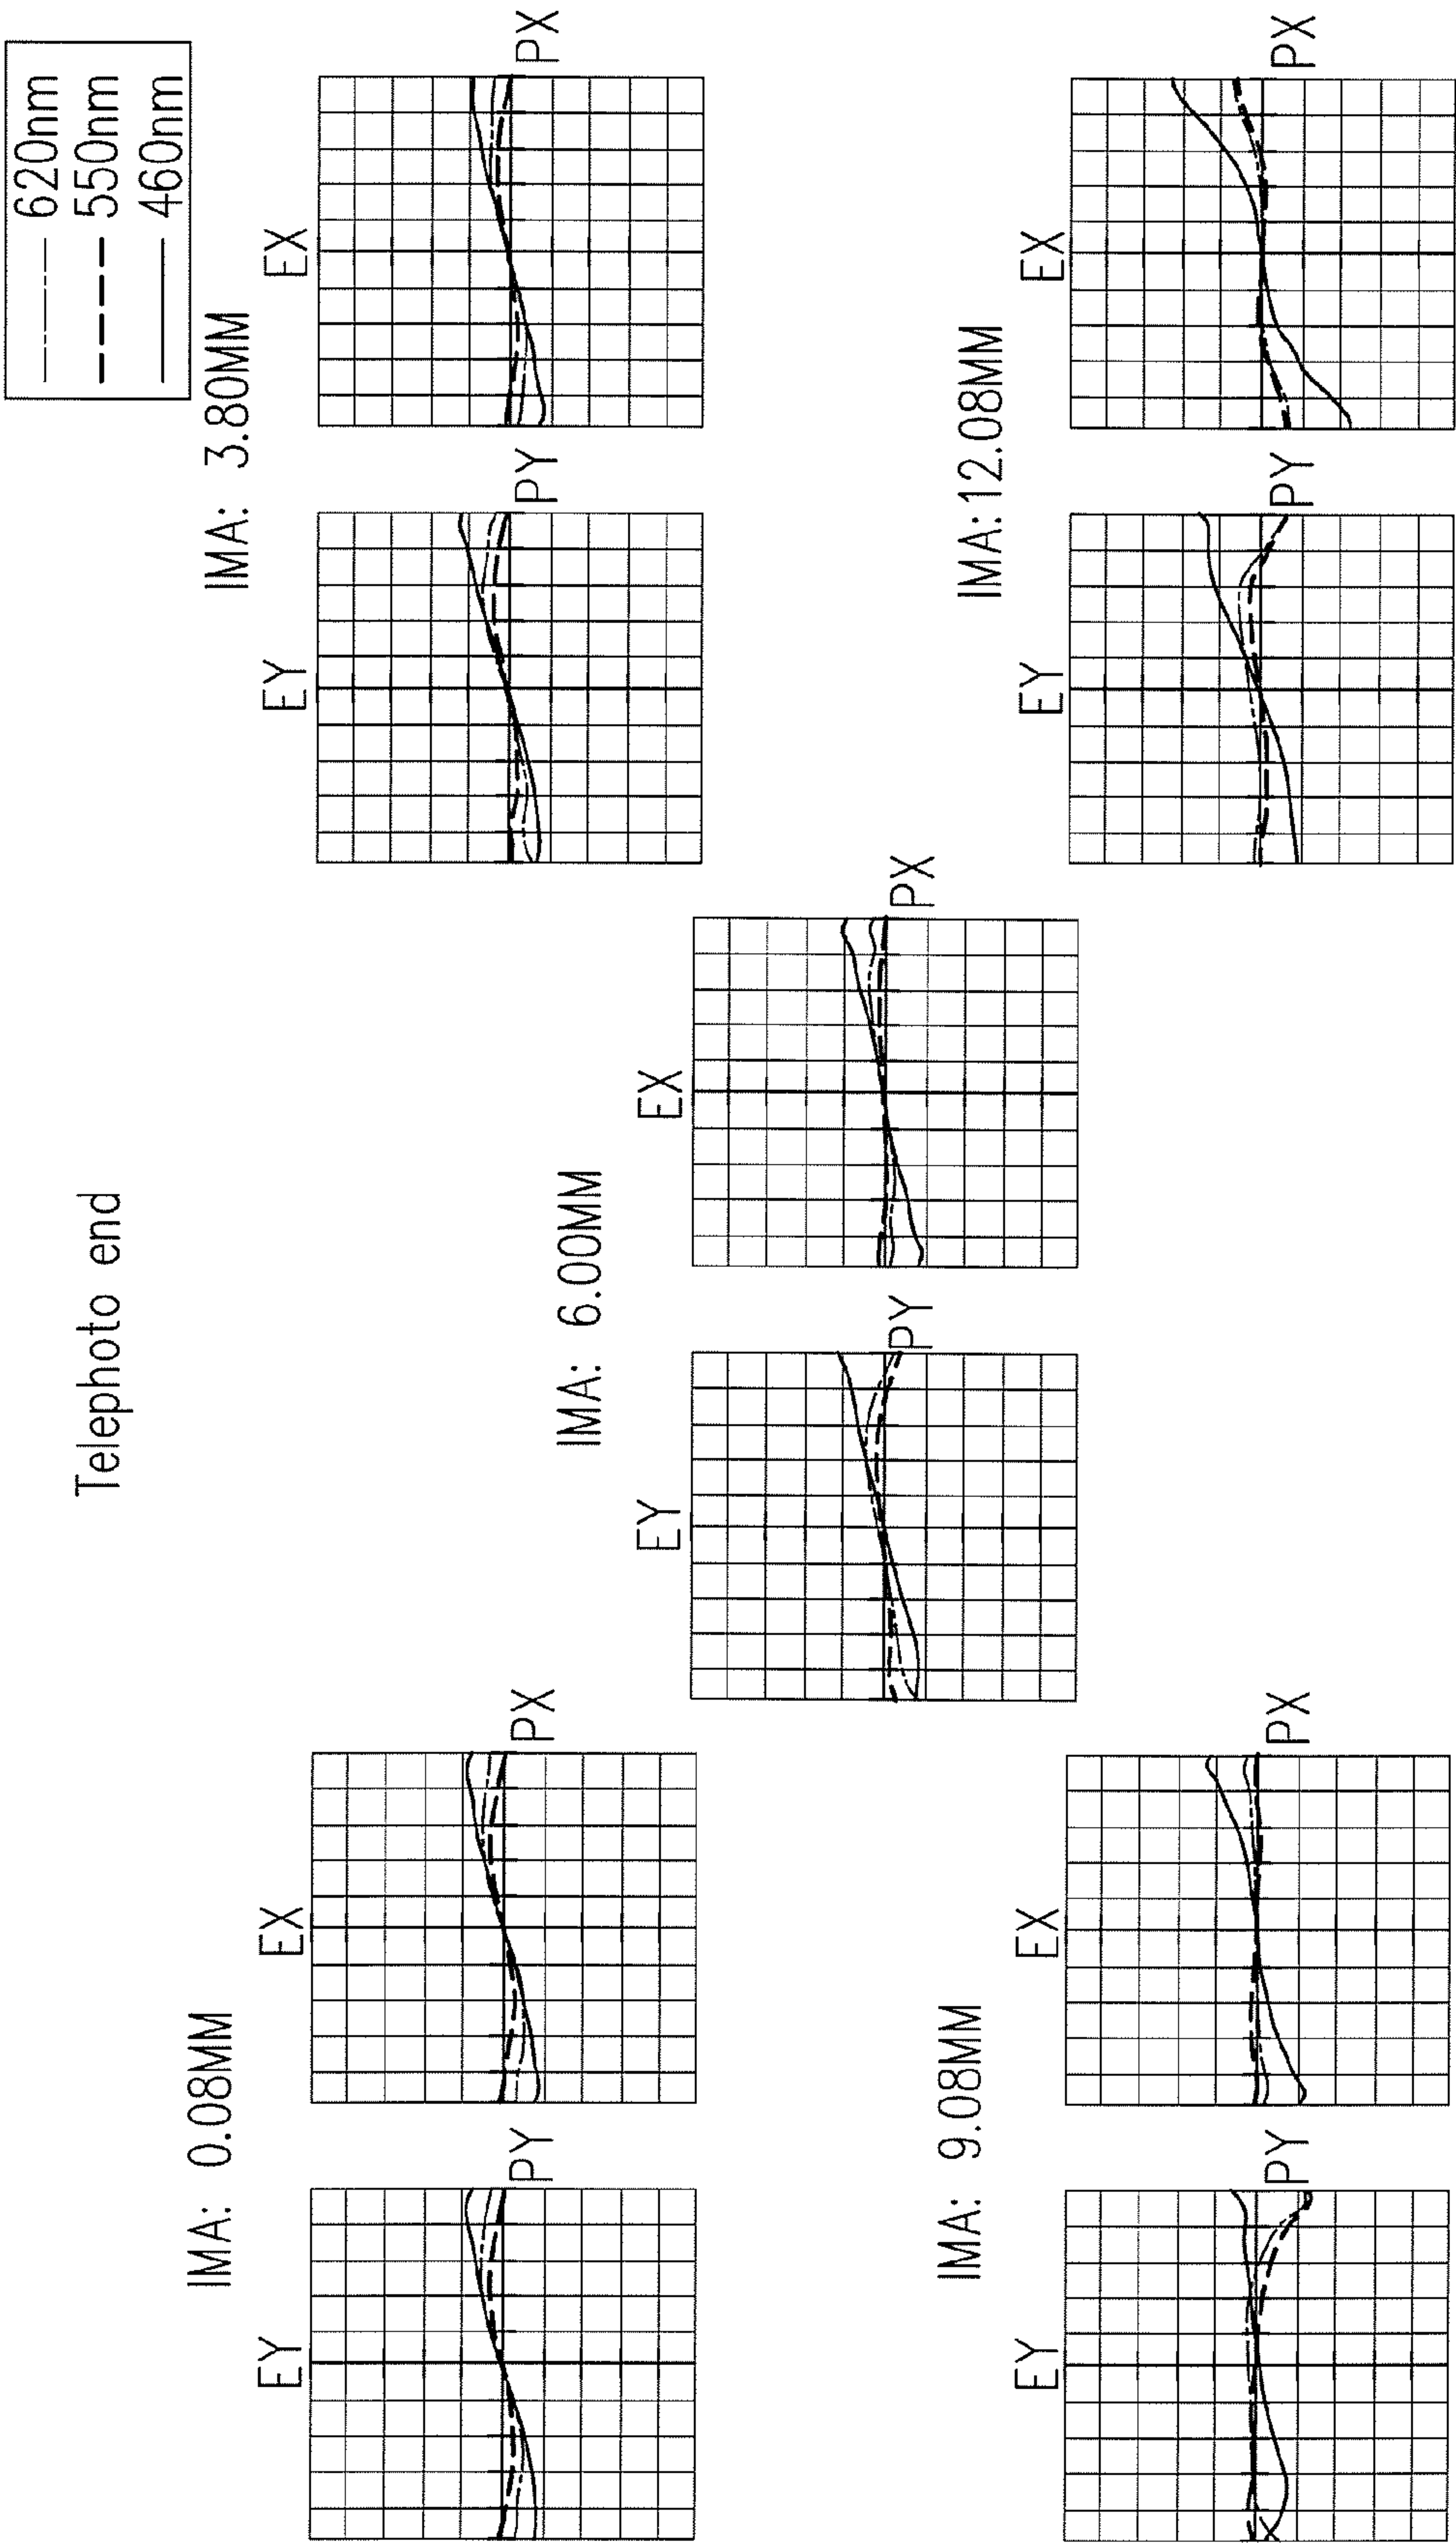 Telephoto end
620nm
550nm
460nm
IMA: 0.08MM
EY
PY
EX
PX
IMA: 3.80MM
EY
PY
EX
PX
IMA: 6.00MM
EY
PY
EX
PX
IMA: 9.08MM
EY
PY
EX
PX
IMA:12.08MM
EY
PY
EX
PX